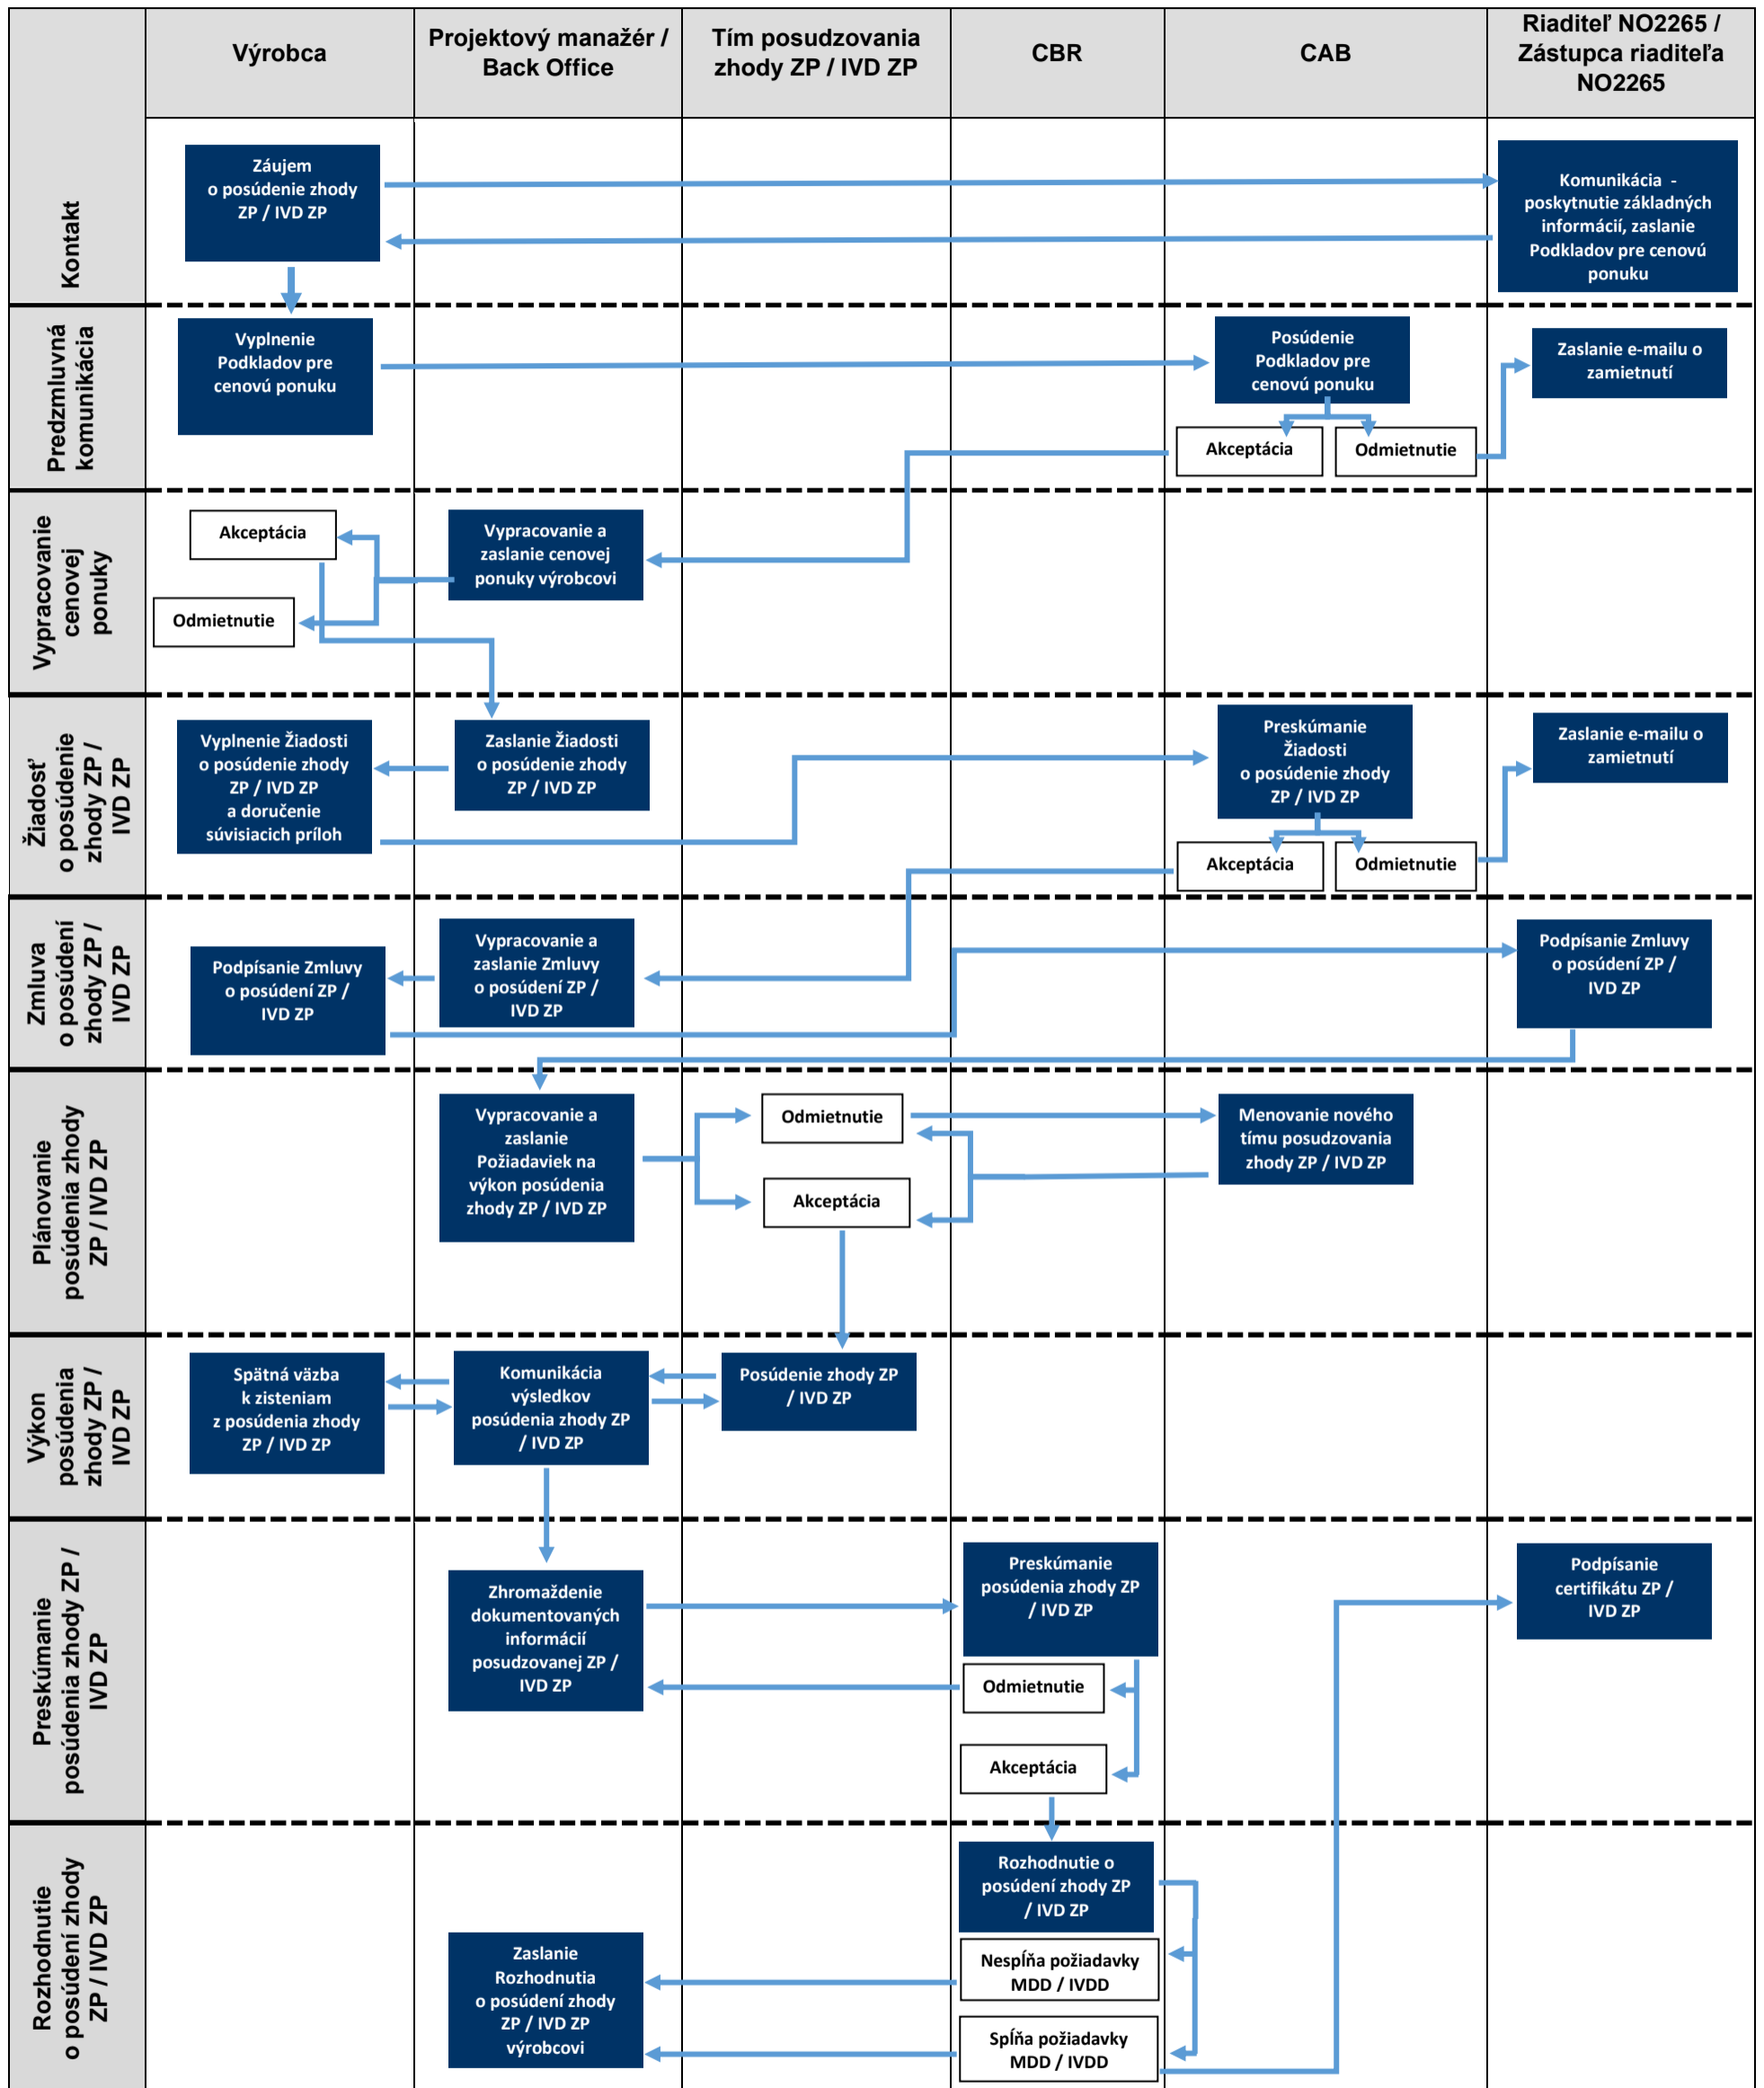 Výrobca
Projektový manažér /
Back Office
Tím posudzovania
zhody ZP / IVD ZP
CBR
CAB
Riaditeľ NO2265 /
Zástupca riaditeľa
NO2265
Kontakt
Záujem
o posúdenie zhody
ZP / IVD ZP
Komunikácia -
poskytnutie základných
informácií, zaslanie
Podkladov pre cenovú
ponuku
Predzmluvná
komunikácia
Vyplnenie
Podkladov pre
cenovú ponuku
Posúdenie
Podkladov pre
cenovú ponuku
Akceptácia
Odmietnutie
Zaslanie e-mailu o
zamietnutí
Vypracovanie
cenovej
ponuky
Akceptácia
Odmietnutie
Vypracovanie a
zaslanie cenovej
ponuky výrobcovi
Žiadosť
o posúdenie
zhody ZP /
IVD ZP
Vyplnenie Žiadosti
o posúdenie zhody
ZP / IVD ZP
a doručenie
súvisiacich príloh
Zaslanie Žiadosti
o posúdenie zhody
ZP / IVD ZP
Preskúmanie
Žiadosti
o posúdenie zhody
ZP / IVD ZP
Akceptácia
Odmietnutie
Zaslanie e-mailu o
zamietnutí
Zmluva
o posúdení
zhody ZP /
IVD ZP
Podpísanie Zmluvy
o posúdení ZP /
IVD ZP
Vypracovanie a
zaslanie Zmluvy
o posúdení ZP /
IVD ZP
Podpísanie Zmluvy
o posúdení ZP /
IVD ZP
Plánovanie
posúdenia zhody
ZP / IVD ZP
Vypracovanie a
zaslanie
Požiadaviek na
výkon posúdenia
zhody ZP / IVD ZP
Odmietnutie
Akceptácia
Menovanie nového
tímu posudzovania
zhody ZP / IVD ZP
Výkon
posúdenia
zhody ZP /
IVD ZP
Spätná väzba
k zisteniam
z posúdenia zhody
ZP / IVD ZP
Komunikácia
výsledkov
posúdenia zhody ZP
/ IVD ZP
Posúdenie zhody ZP
/ IVD ZP
Preskúmanie
posúdenia zhody ZP /
IVD ZP
Zhromaždenie
dokumentovaných
informácií
posudzovanej ZP /
IVD ZP
Preskúmanie
posúdenia zhody ZP
/ IVD ZP
Odmietnutie
Akceptácia
Podpísanie
certifikátu ZP /
IVD ZP
Rozhodnutie
o posúdení zhody
ZP / IVD ZP
Zaslanie
Rozhodnutia
o posúdení zhody
ZP / IVD ZP
výrobcovi
Rozhodnutie o
posúdení zhody ZP
/ IVD ZP
Nespĺňa požiadavky
MDD / IVDD
Spĺňa požiadavky
MDD / IVDD